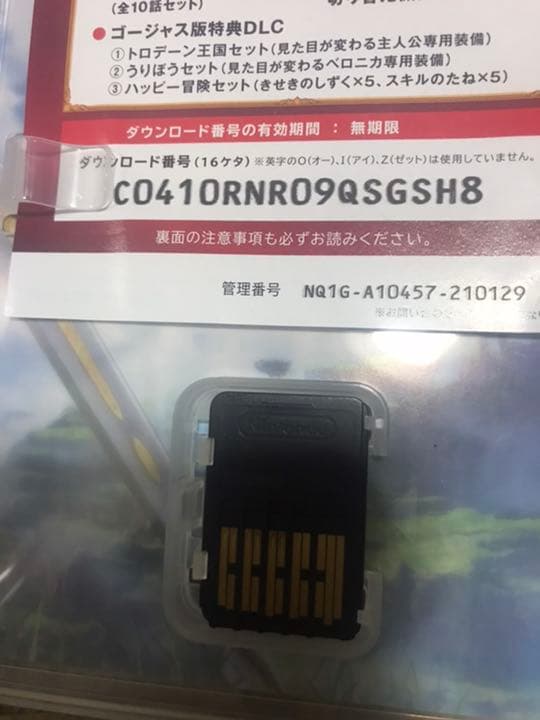 (全10話セット)
● ゴージャス版特典DLC
①トロデーン王国セット(見た目が変わる主人公専用装備)
②うりぼうセット(見た目が変わるベロニカ専用装備)
③ハッピー冒険セット(きせきのしずく×5、スキルのたね×5)
ダウンロード番号の有効期間 : 無期限
ダウンロード番号(16ケタ) ※英字のO(オー)、I(アイ)、Z(ゼット)は使用していません。
C0410RNR09QSGSH8
裏面の注意事項も必ずお読みください。
管理番号 NQ1G-A10457-210129
Nintendo